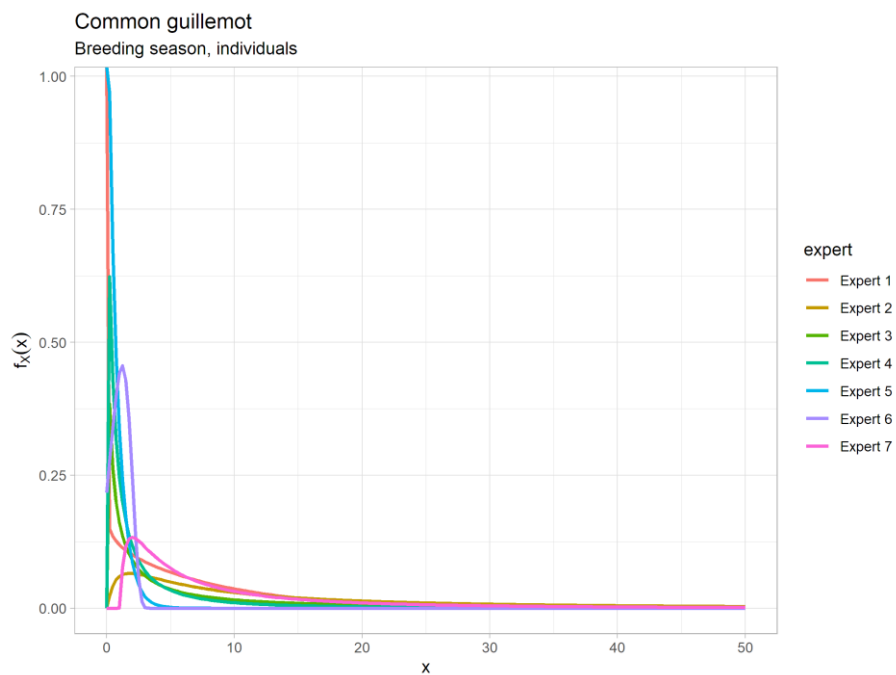 Common guillemot
Breeding season, individuals
1.00
0.75
0.50
0.25
0.00
fX(x)
0 10 20 30 40 50
x
expert
Expert 1
Expert 2
Expert 3
Expert 4
Expert 5
Expert 6
Expert 7